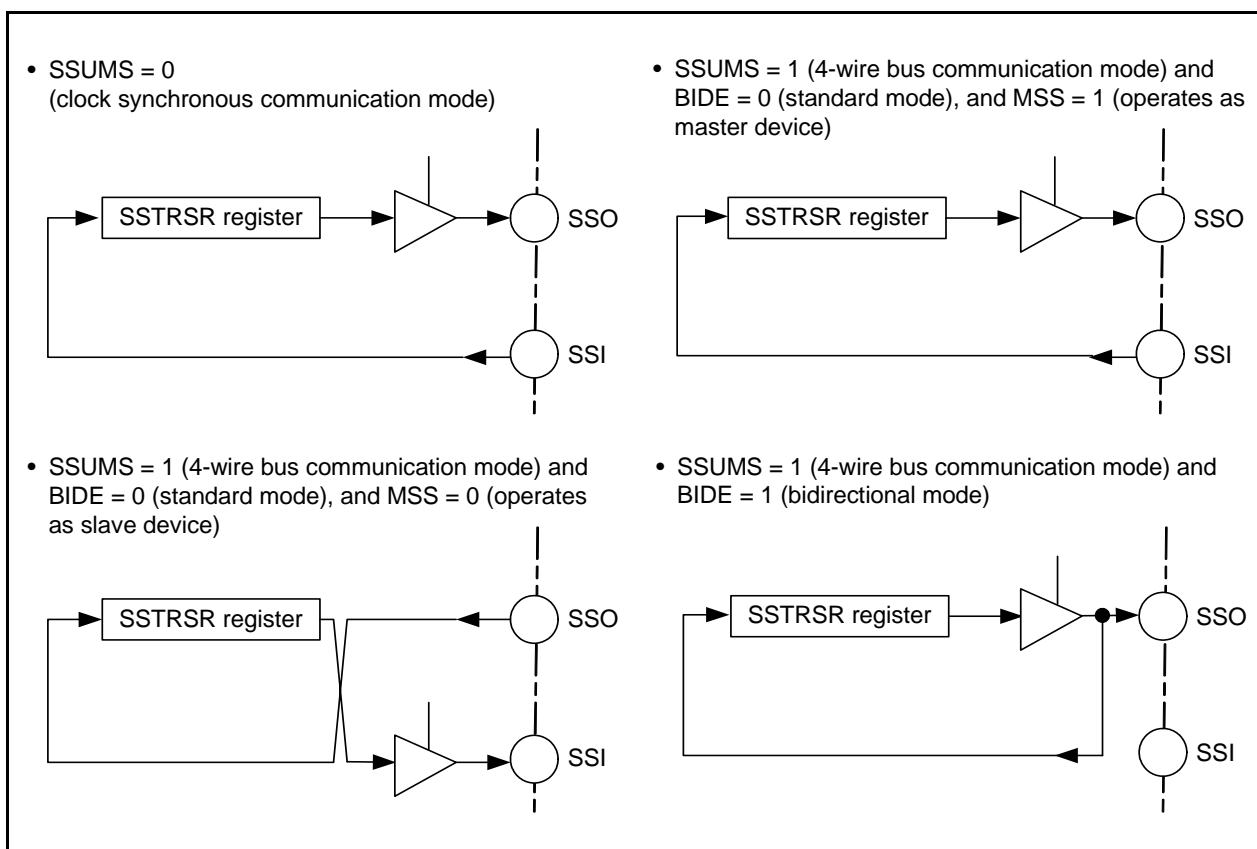 • SSUMS = 0
(clock synchronous communication mode)
SSTRSR register
SSO
SSI
• SSUMS = 1 (4-wire bus communication mode) and
BIDE = 0 (standard mode), and MSS = 1 (operates as
master device)
SSTRSR register
SSO
SSI
• SSUMS = 1 (4-wire bus communication mode) and
BIDE = 0 (standard mode), and MSS = 0 (operates
as slave device)
SSTRSR register
SSO
SSI
• SSUMS = 1 (4-wire bus communication mode) and
BIDE = 1 (bidirectional mode)
SSTRSR register
SSO
SSI